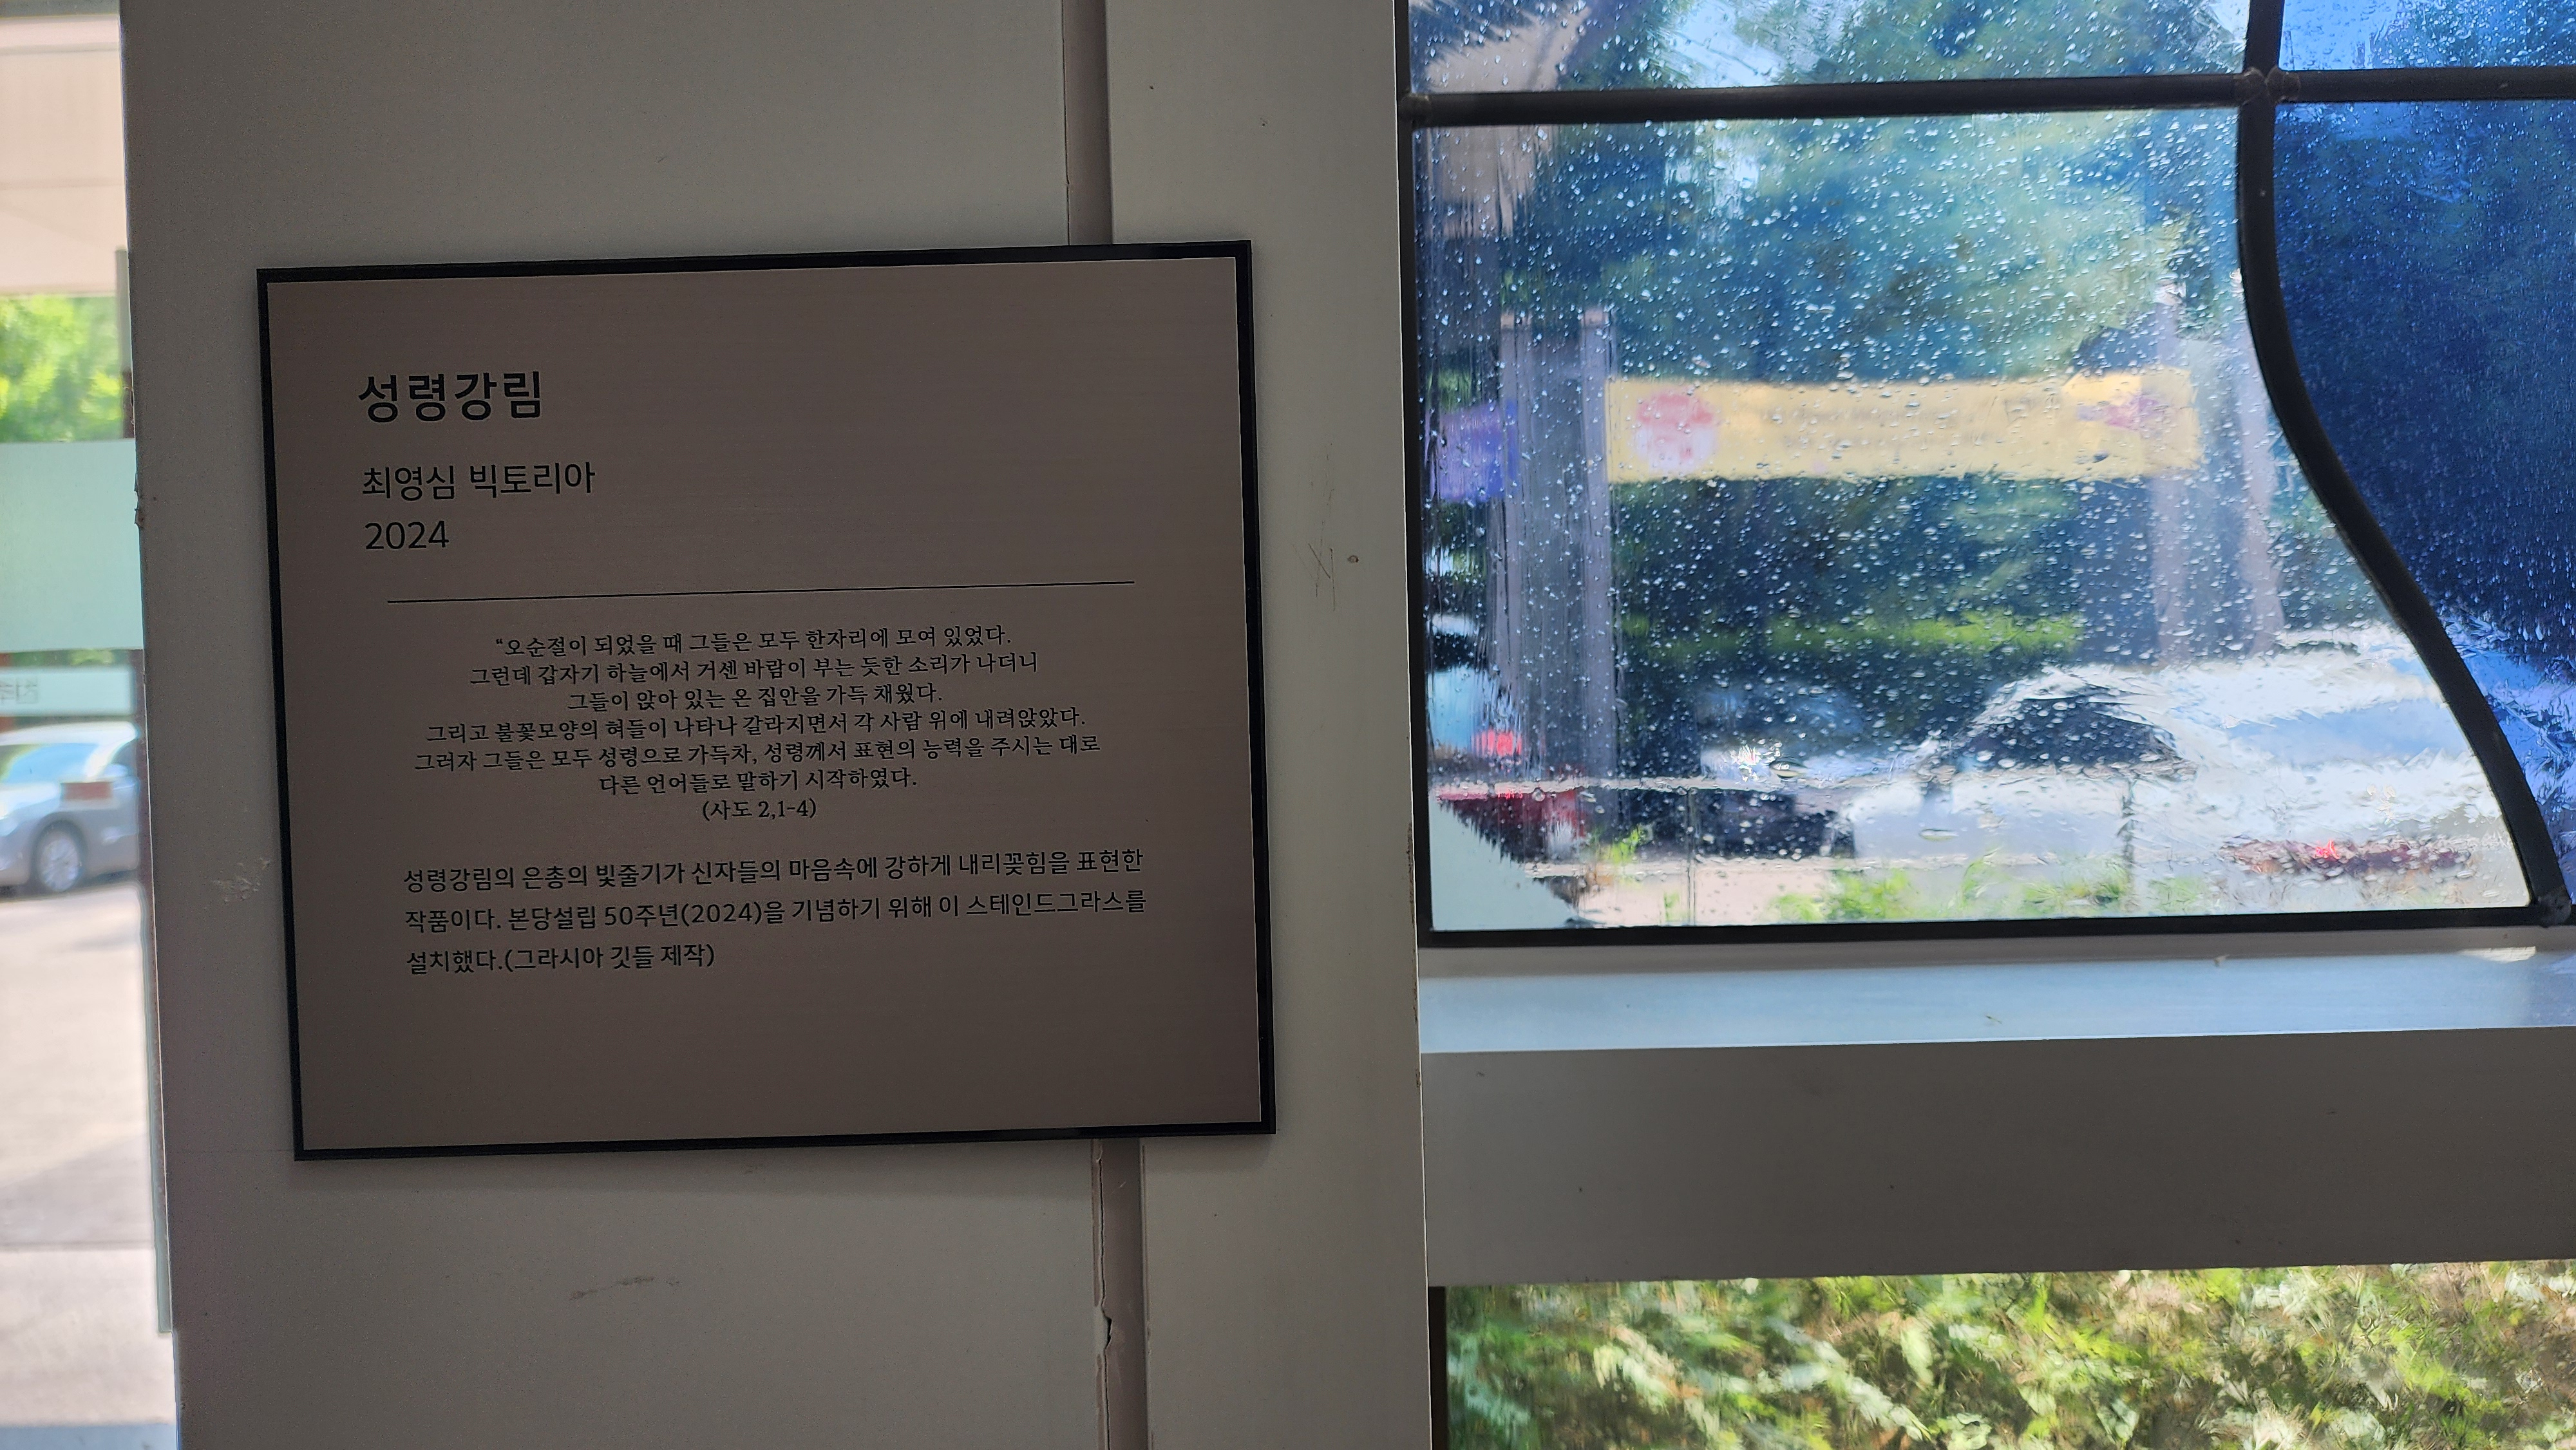 성령강림
최영심 빅토리아
2024
“오순절이 되었을 때 그들은 모두 한자리에 모여 있었다.
그런데 갑자기 하늘에서 거센 바람이 부는 듯한 소리가 나더니
그들이 앉아 있는 온 집안을 가득 채웠다.
그리고 불꽃모양의 혀들이 나타나 갈라지면서 각 사람 위에 내려앉았다.
그러자 그들은 모두 성령으로 가득차, 성령께서 표현의 능력을 주시는 대로
다른 언어들로 말하기 시작하였다.
(사도 2,1-4)
성령강림의 은총의 빛줄기가 신자들의 마음속에 강하게 내리꽂힘을 표현한
작품이다. 본당설립 50주년(2024)을 기념하기 위해 이 스테인드그라스를
설치했다.(그라시아 깃들 제작)